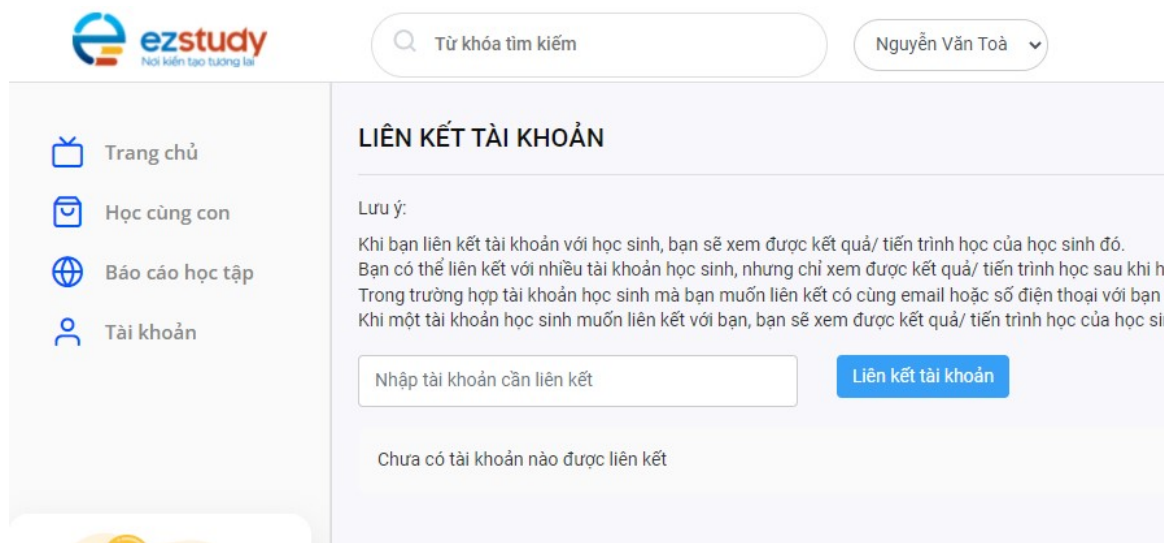 ezstudy
Nơi kiến tạo tương lai
Từ khóa tìm kiếm
Nguyễn Văn Toà
Trang chủ
Học cùng con
Báo cáo học tập
Tài khoản
LIÊN KẾT TÀI KHOẢN
Lưu ý:
Khi bạn liên kết tài khoản với học sinh, bạn sẽ xem được kết quả/ tiến trình học của học sinh đó.
Bạn có thể liên kết với nhiều tài khoản học sinh, nhưng chỉ xem được kết quả/ tiến trình học sau khi h
Trong trường hợp tài khoản học sinh mà bạn muốn liên kết có cùng email hoặc số điện thoại với bạn
Khi một tài khoản học sinh muốn liên kết với bạn, bạn sẽ xem được kết quả/ tiến trình học của học si
Nhập tài khoản cần liên kết
Liên kết tài khoản
Chưa có tài khoản nào được liên kết